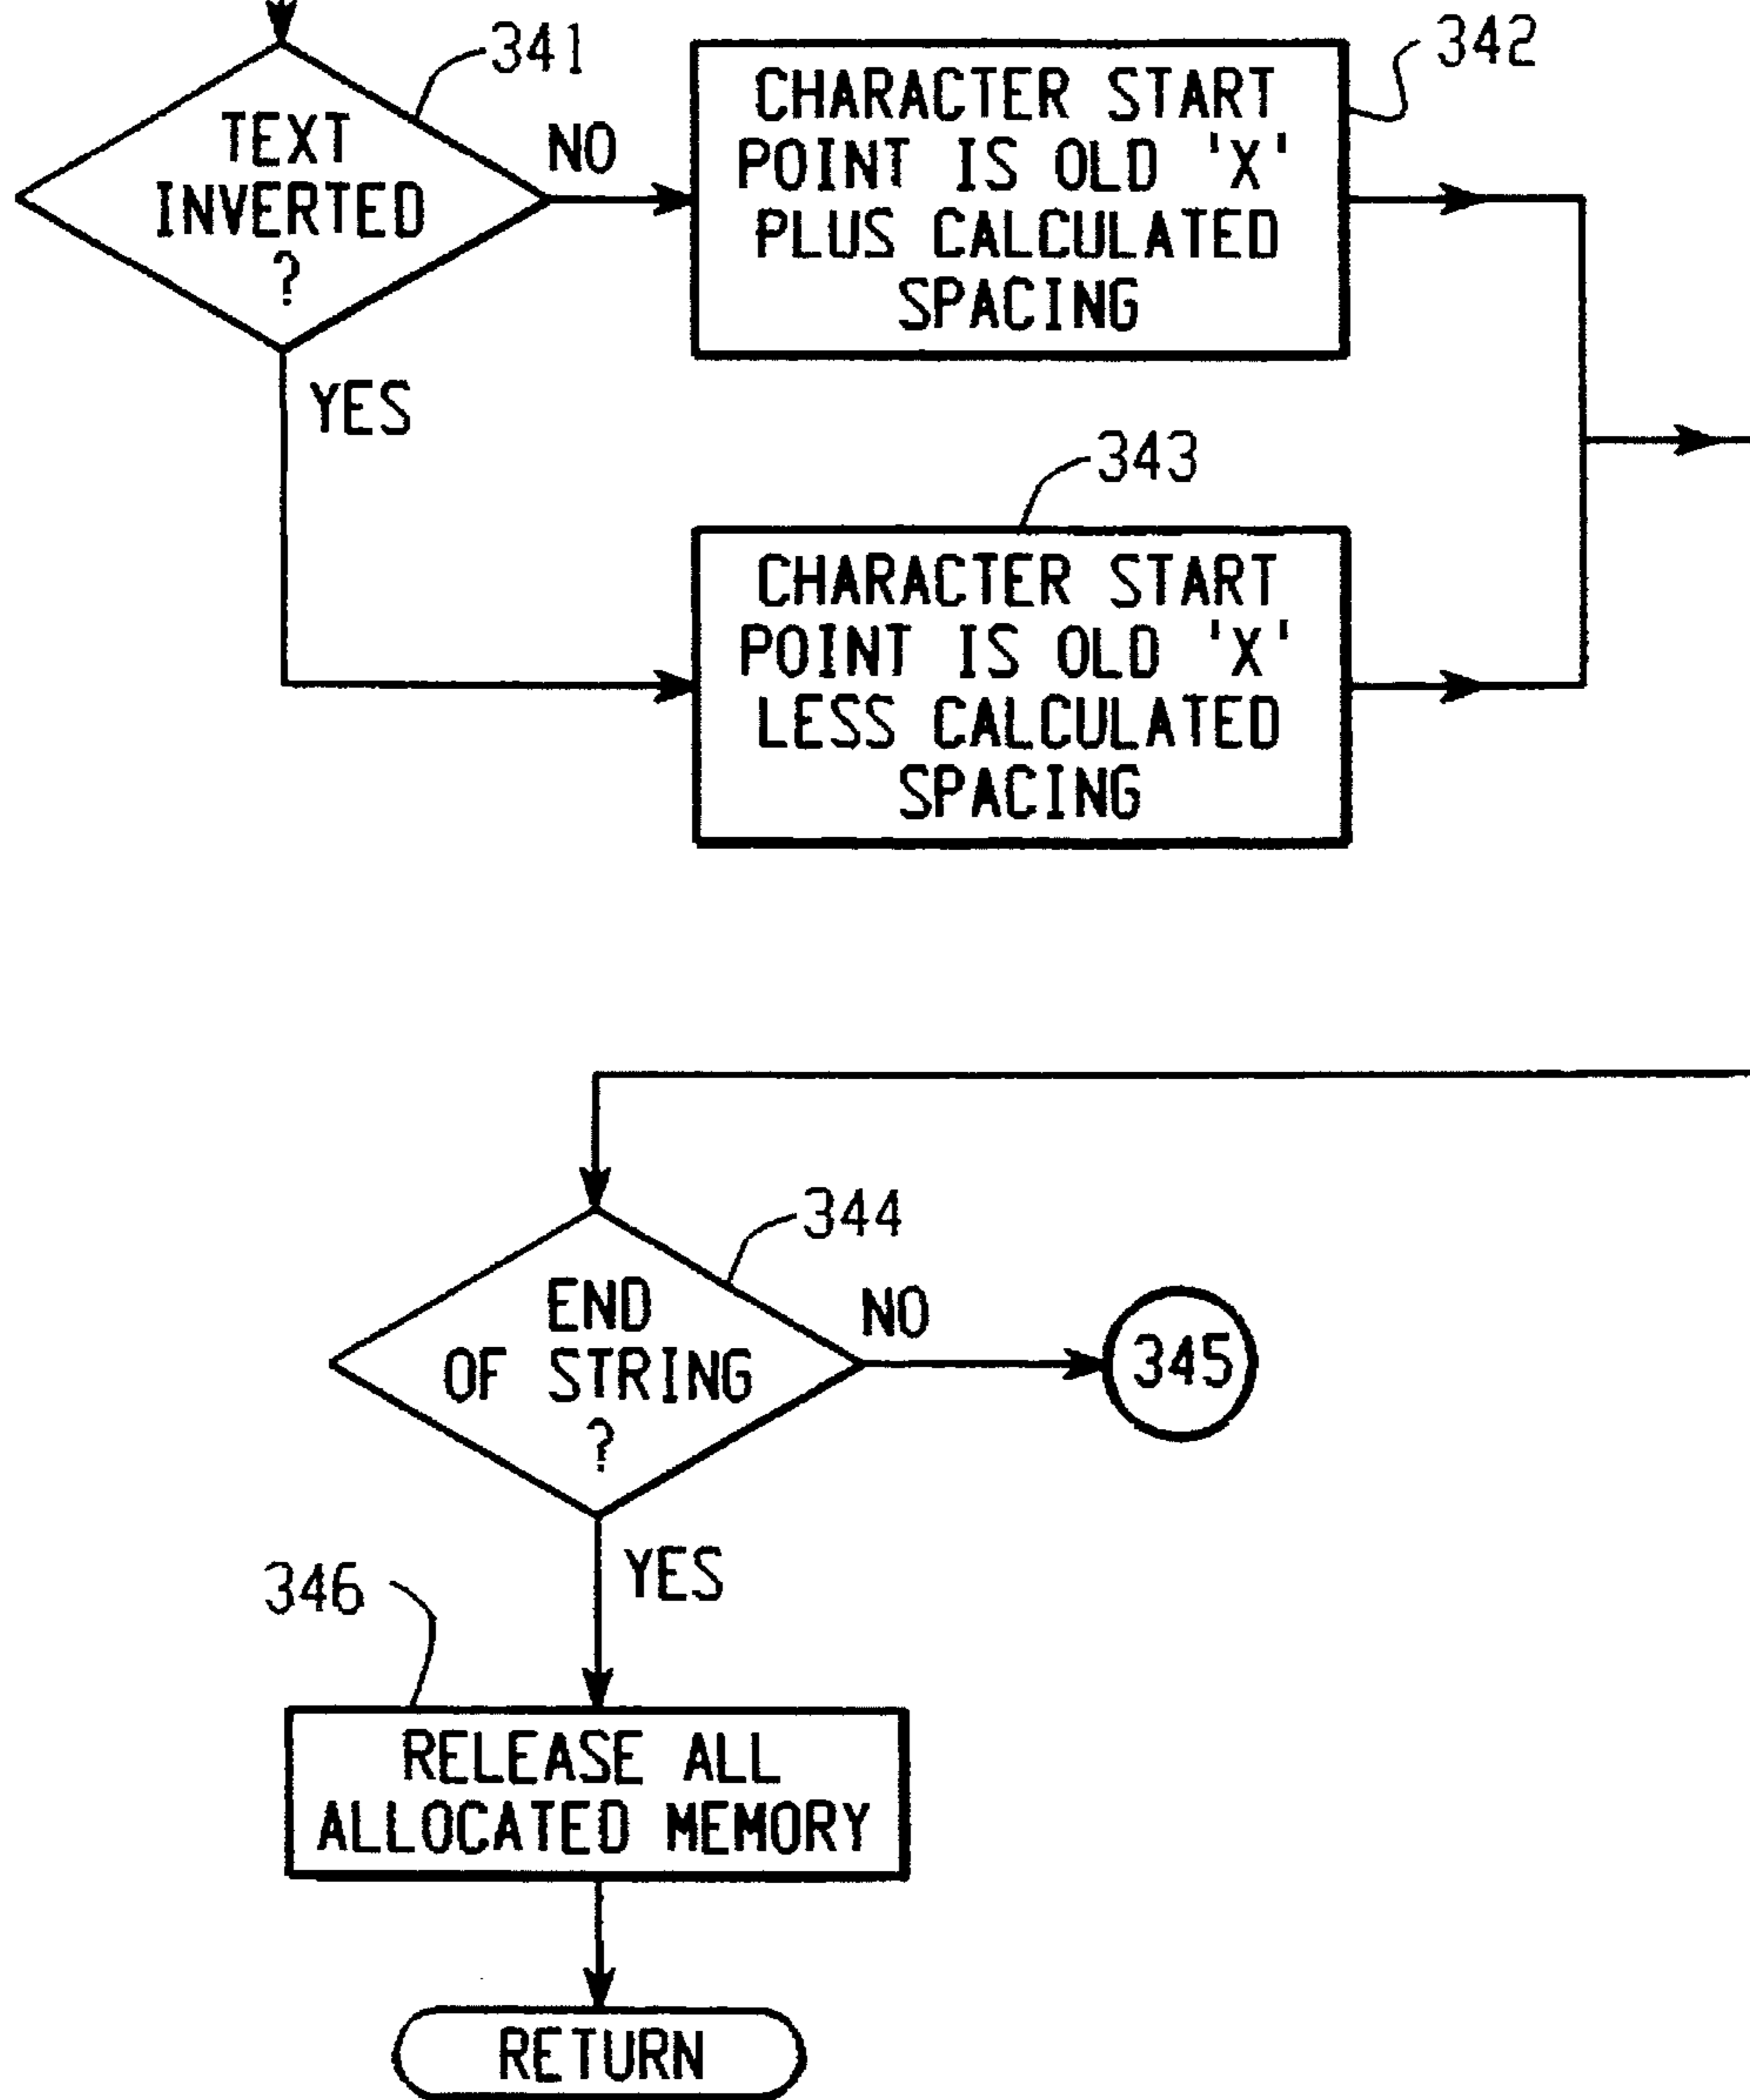 341
TEXT
INVERTED
?
NO
YES
342
CHARACTER START
POINT IS OLD 'X'
PLUS CALCULATED
SPACING
343
CHARACTER START
POINT IS OLD 'X'
LESS CALCULATED
SPACING
344
END
OF STRING
?
NO
345
YES
346
RELEASE ALL
ALLOCATED MEMORY
RETURN